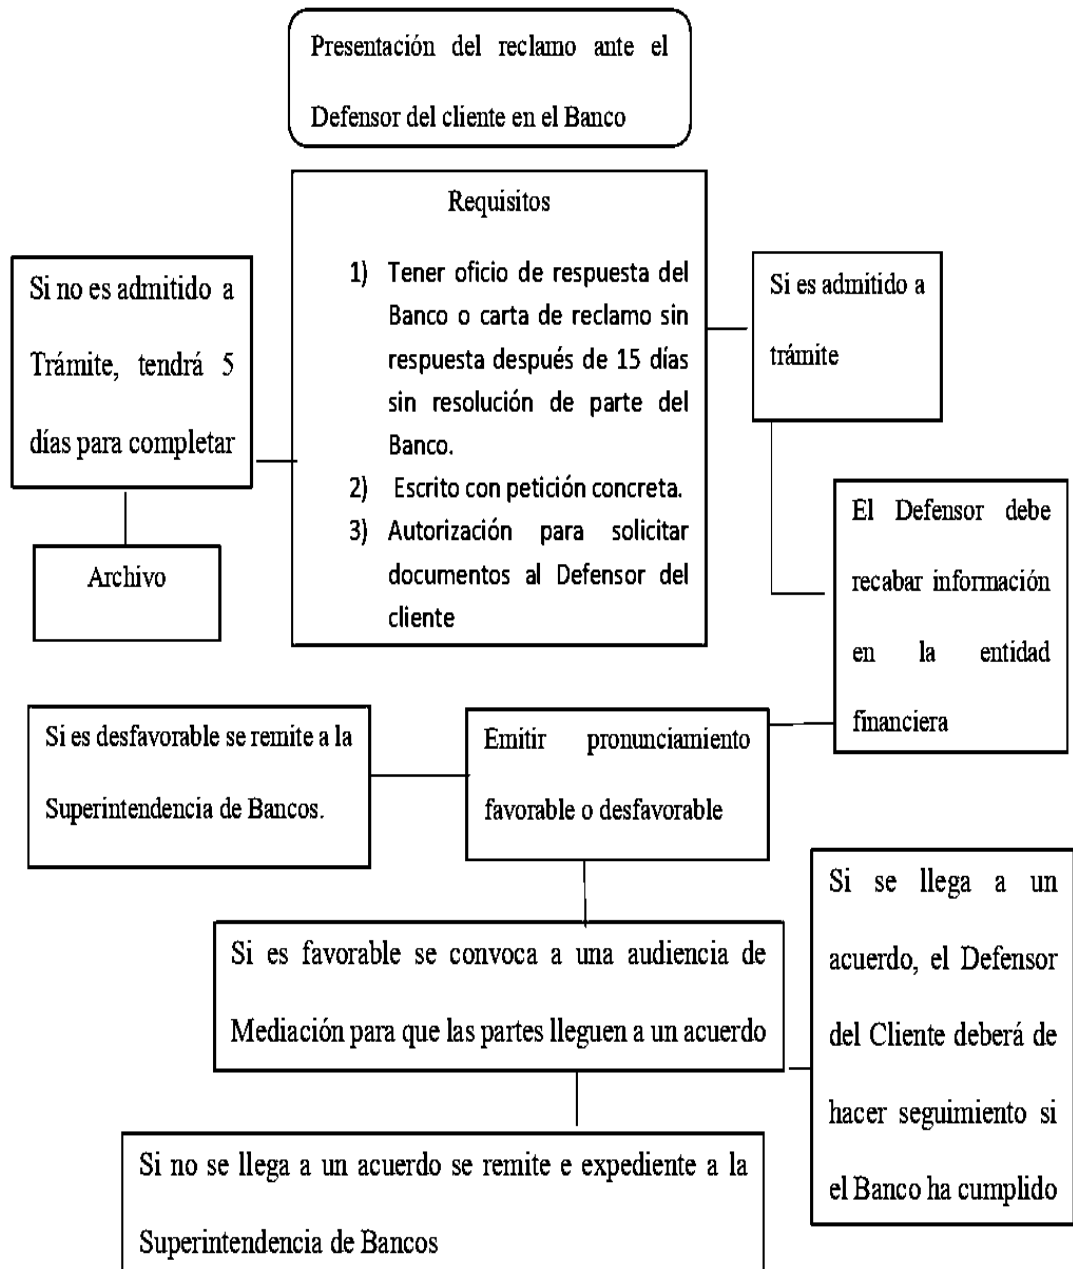 Presentación del reclamo ante el
Defensor del cliente en el Banco
Requisitos
1) Tener oficio de respuesta del
Banco o carta de reclamo sin
respuesta después de 15 días
sin resolución de parte del
Banco.
2) Escrito con petición concreta.
3) Autorización para solicitar
documentos al Defensor del
cliente
Si no es admitido a
Trámite, tendrá 5
días para completar
Archivo
Si es admitido a
trámite
El Defensor debe
recabar información
en la entidad
financiera
Emitir pronunciamiento
favorable o desfavorable
Si es desfavorable se remite a la
Superintendencia de Bancos.
Si es favorable se convoca a una audiencia de
Mediación para que las partes lleguen a un acuerdo
Si se llega a un
acuerdo, el Defensor
del Cliente deberá de
hacer seguimiento si
el Banco ha cumplido
Si no se llega a un acuerdo se remite e expediente a la
Superintendencia de Bancos